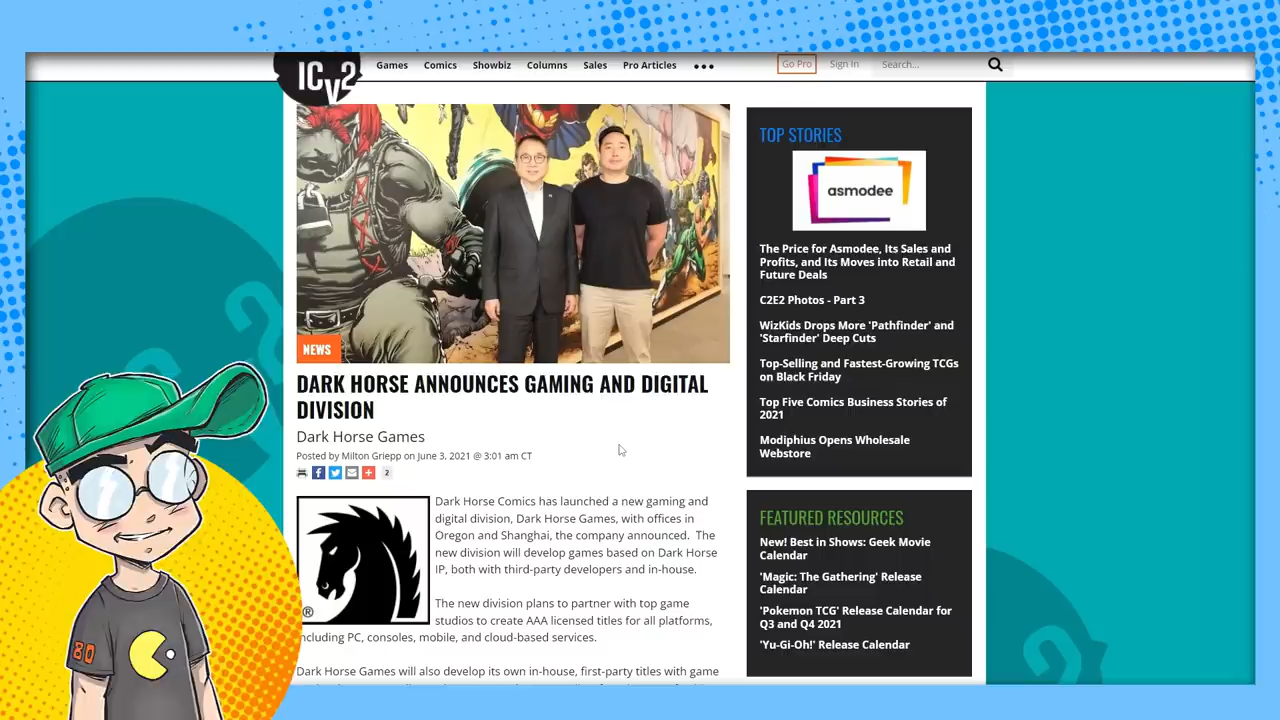 ICv2
Games
Comics
Showbiz
Columns
Sales
Pro Articles
Go Pro
Sign In
Search...
NEWS
DARK HORSE ANNOUNCES GAMING AND DIGITAL
DIVISION
Dark Horse Games
Posted by Milton Griepp on June 3, 2021 @ 3:01 am CT
2
Dark Horse Comics has launched a new gaming and
digital division, Dark Horse Games, with offices in
Oregon and Shanghai, the company announced.  The
new division will develop games based on Dark Horse
IP, both with third-party developers and in-house.
®
The new division plans to partner with top game
studios to create AAA licensed titles for all platforms,
including PC, consoles, mobile, and cloud-based services.
Dark Horse Games will also develop its own in-house, first-party titles with game
TOP STORIES
asmodee
The Price for Asmodee, Its Sales and
Profits, and Its Moves into Retail and
Future Deals
C2E2 Photos - Part 3
WizKids Drops More 'Pathfinder' and
'Starfinder' Deep Cuts
Top-Selling and Fastest-Growing TCGs
on Black Friday
Top Five Comics Business Stories of
2021
Modiphius Opens Wholesale
Webstore
FEATURED RESOURCES
New! Best in Shows: Geek Movie
Calendar
'Magic: The Gathering' Release
Calendar
'Pokemon TCG' Release Calendar for
Q3 and Q4 2021
'Yu-Gi-Oh!' Release Calendar
80